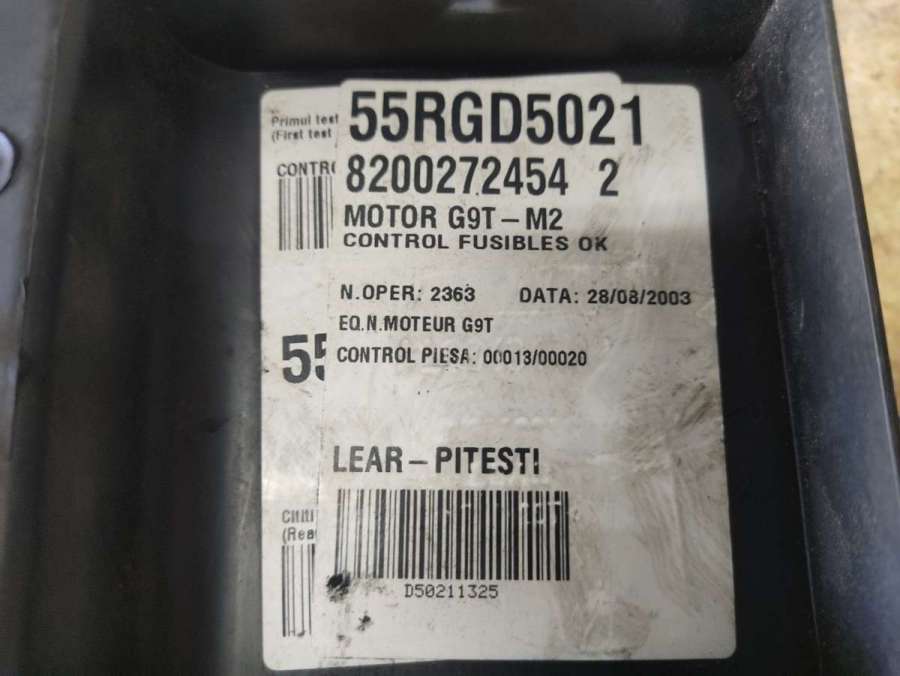 Primul test
(First test
CONTR
55RGD5021
8200272454 2
MOTOR G9T-M2
CONTROL FUSIBLES OK
N.OPER: 2363 DATA: 28/08/2003
EQ.N.MOTEUR G9T
55
CONTROL PIESA: 00013/00020
LEAR-PITESTI
(Rea
D50211325